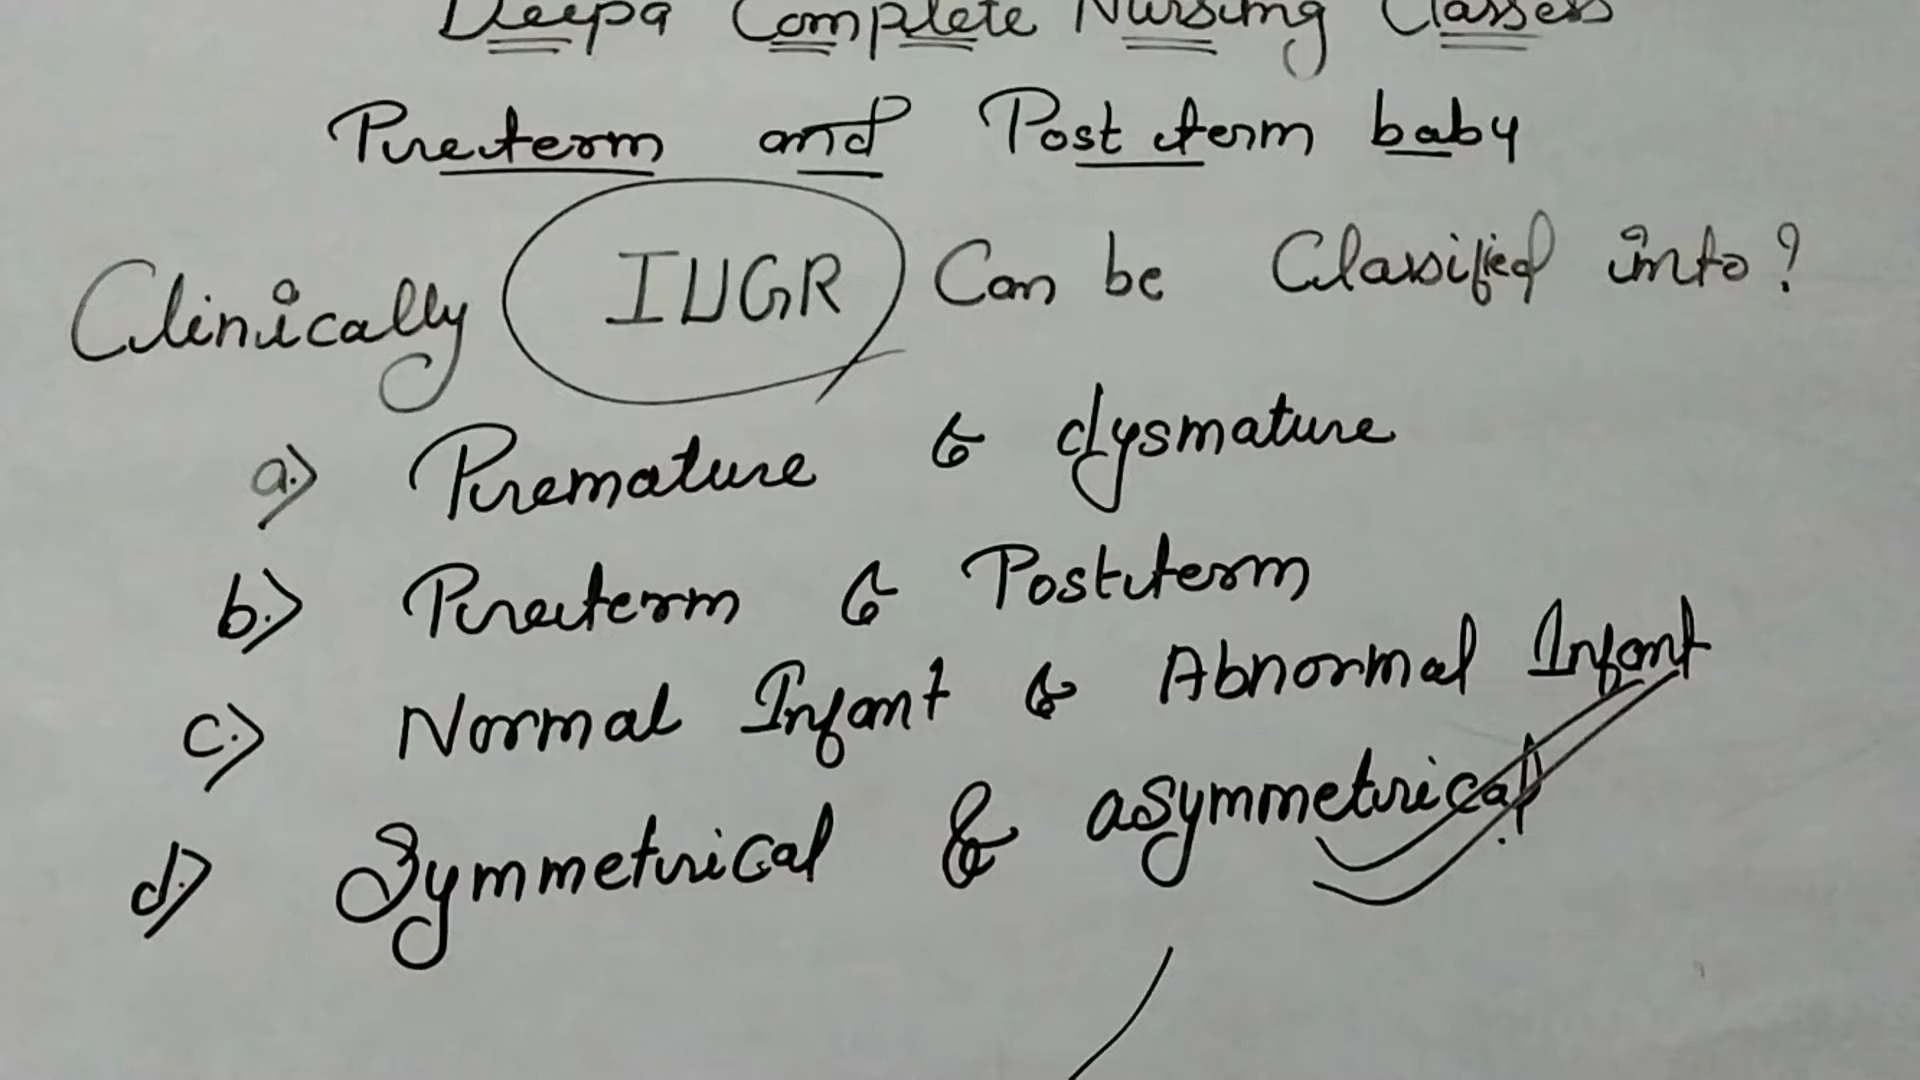 Deepa Complete Nursing Classes
Preterm and Post term baby
Clinically IUGR Can be Classified into?
a.) Premature & dysmature
b.) Preterm & Postterm
c.) Normal Infant & Abnormal Infant
d.) Symmetrical & asymmetrical